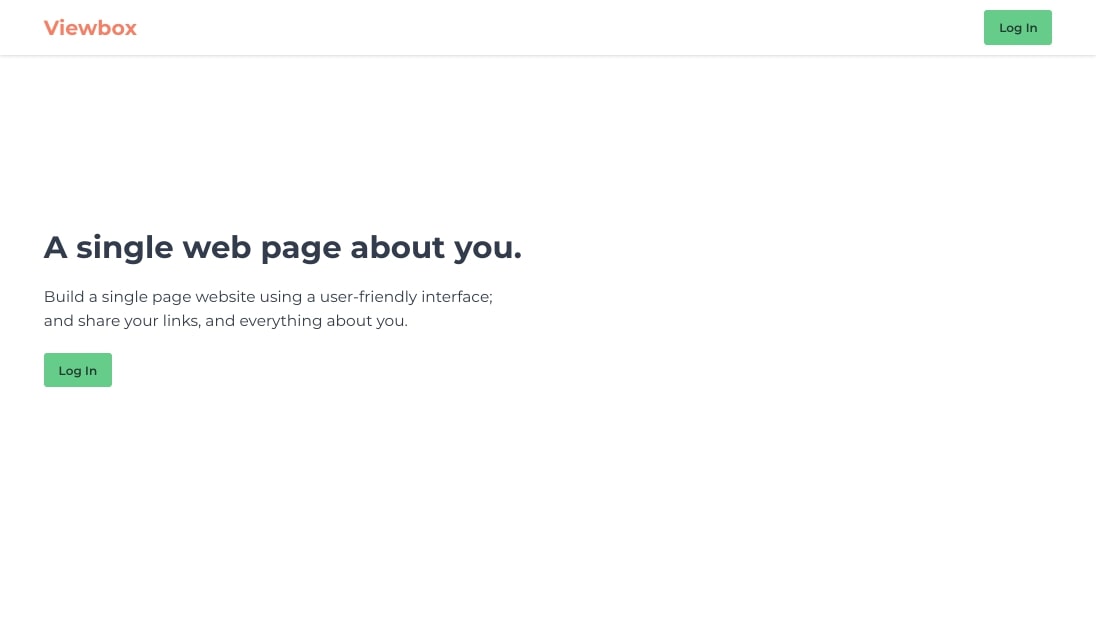 Viewbox
Log In
A single web page about you.
Build a single page website using a user-friendly interface;
and share your links, and everything about you.
Log In